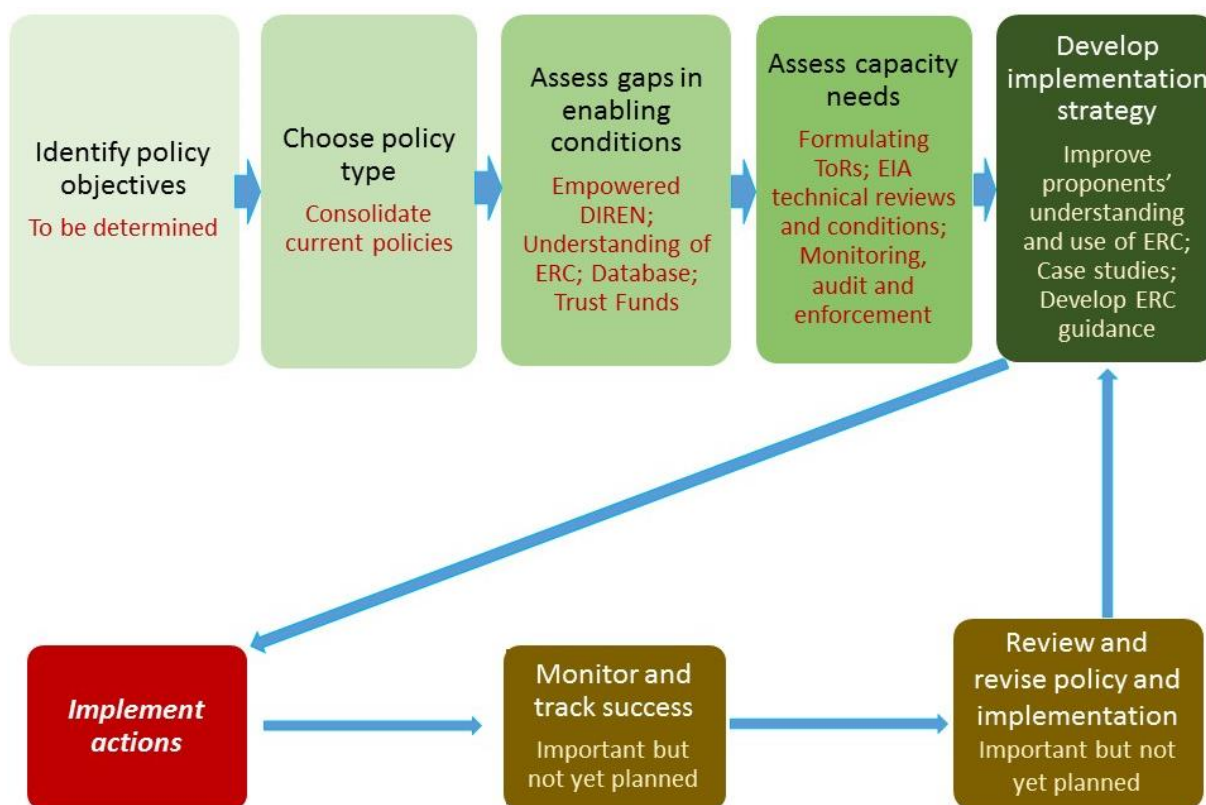 Identify policy
objectives
To be determined
Choose policy
type
Consolidate
current policies
Assess gaps in
enabling
conditions
Empowered
DIREN;
Understanding of
ERC; Database;
Trust Funds
Assess capacity
needs
Formulating
ToRs; EIA
technical reviews
and conditions;
Monitoring,
audit and
enforcement
Develop
implementation
strategy
Improve
proponents’
understanding
and use of ERC;
Case studies;
Develop ERC
guidance
Implement
actions
Monitor and
track success
Important but
not yet planned
Review and
revise policy and
implementation
Important but not
yet planned